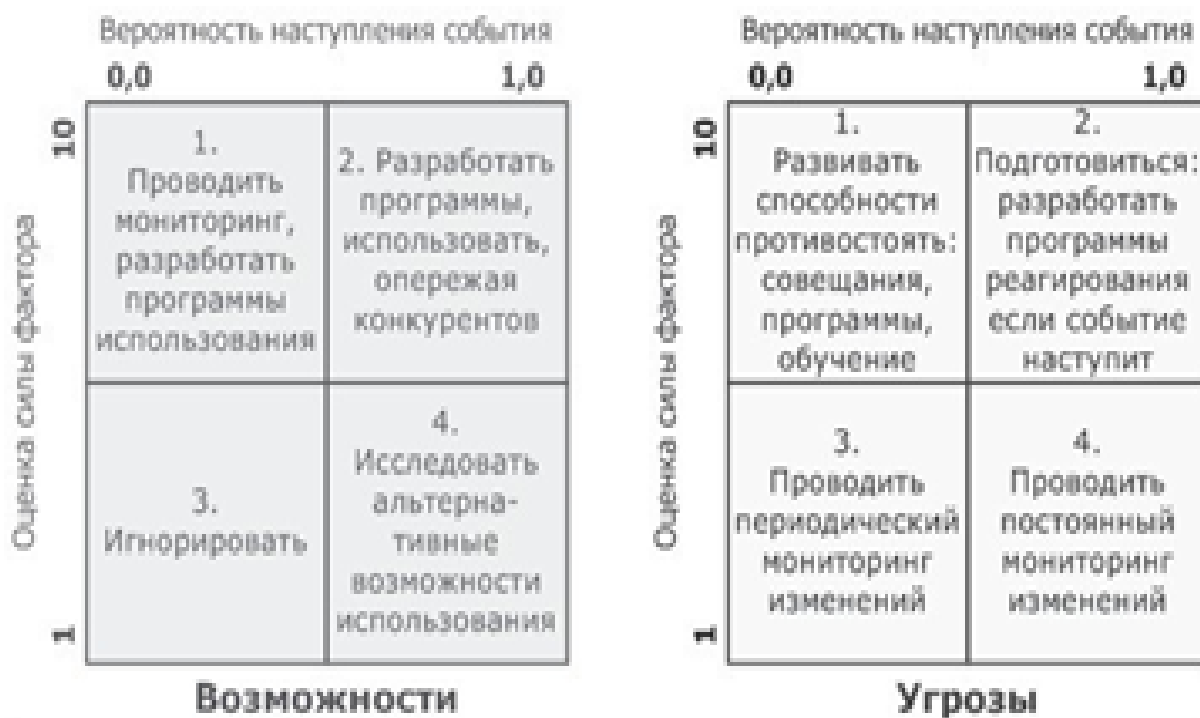 Вероятность наступления события
0,0 1,0
10
Оценка силы фактора
1
1.
Проводить
мониторинг,
разработать
программы
использования
2. Разработать
программы,
использовать,
опережая
конкурентов
3.
Игнорировать
4.
Исследовать
альтерна-
тивные
возможности
использования
Возможности
Вероятность наступления события
0,0 1,0
10
Оценка силы фактора
1
1.
Развивать
способности
противостоять:
совещания,
программы,
обучение
2.
Подготовиться:
разработать
программы
реагирования
если событие
наступит
3.
Проводить
периодический
мониторинг
изменений
4.
Проводить
постоянный
мониторинг
изменений
Угрозы